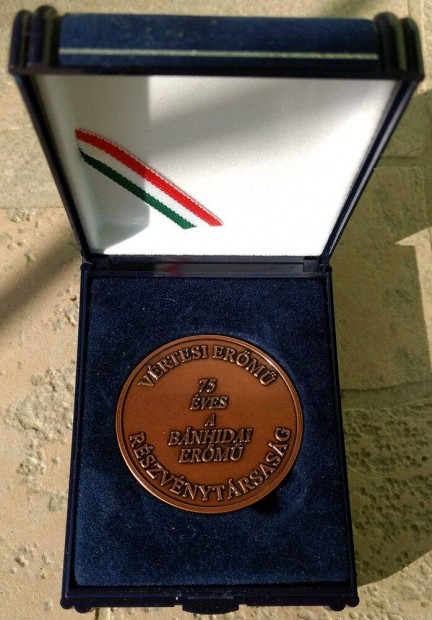 VÉRTESI ERŐMŰ
75
ÉVES
A
BÁNHIDAI
ERŐMŰ
RÉSZVÉNYTÁRSASÁG